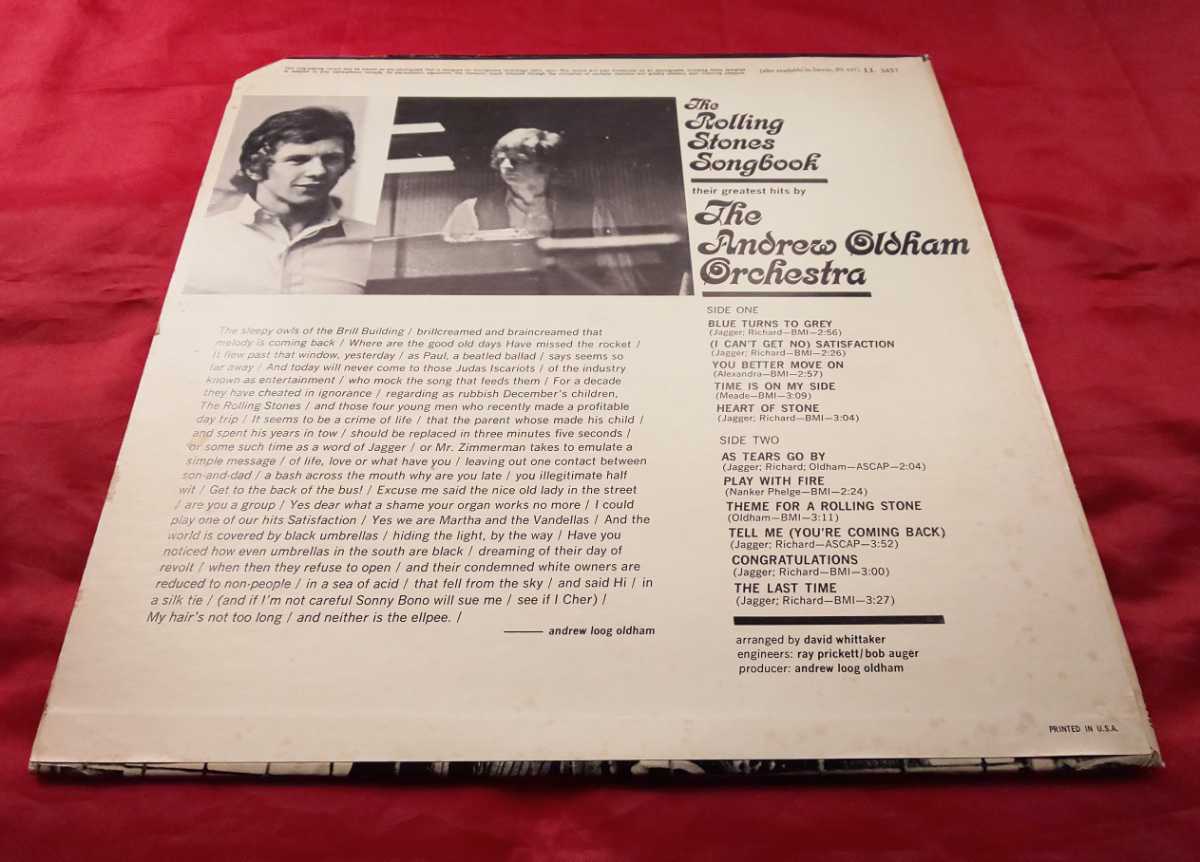 (also available in Stereo, PS 457) LL 3457
The
Rolling
Stones
Songbook
their greatest hits by
The
Andrew Oldham
Orchestra
SIDE ONE
BLUE TURNS TO GREY
(Jagger; Richard—BMI—2:56)
(I CAN'T GET NO) SATISFACTION
(Jagger; Richard—BMI—2:26)
YOU BETTER MOVE ON
(Alexandra—BMI—2:57)
TIME IS ON MY SIDE
(Meade—BMI—3:09)
HEART OF STONE
(Jagger; Richard—BMI—3:04)
SIDE TWO
AS TEARS GO BY
(Jagger; Richard; Oldham—ASCAP—2:04)
PLAY WITH FIRE
(Nanker Phelge—BMI—2:24)
THEME FOR A ROLLING STONE
(Oldham—BMI—3:11)
TELL ME (YOU'RE COMING BACK)
(Jagger; Richard—ASCAP—3:52)
CONGRATULATIONS
(Jagger; Richard—BMI—3:00)
THE LAST TIME
(Jagger; Richard—BMI—3:27)
arranged by david whittaker
engineers: ray prickett/bob auger
producer: andrew loog oldham
The sleepy owls of the Brill Building / brillcreamed and braincreamed that
melody is coming back / Where are the good old days Have missed the rocket /
It flew past that window, yesterday / as Paul, a beatled ballad / says seems so
far away / And today will never come to those Judas Iscariots / of the industry
known as entertainment / who mock the song that feeds them / For a decade
they have cheated in ignorance / regarding as rubbish December's children,
The Rolling Stones / and those four young men who recently made a profitable
day trip / It seems to be a crime of life / that the parent whose made his child /
and spent his years in tow / should be replaced in three minutes five seconds /
or some such time as a word of Jagger / or Mr. Zimmerman takes to emulate a
simple message / of life, love or what have you / leaving out one contact between
son-and-dad / a bash across the mouth why are you late / you illegitimate half
wit / Get to the back of the bus! / Excuse me said the nice old lady in the street
/ are you a group / Yes dear what a shame your organ works no more / I could
play one of our hits Satisfaction / Yes we are Martha and the Vandellas / And the
world is covered by black umbrellas / hiding the light, by the way / Have you
noticed how even umbrellas in the south are black / dreaming of their day of
revolt / when then they refuse to open / and their condemned white owners are
reduced to non-people / in a sea of acid / that fell from the sky / and said Hi / in
a silk tie / (and if I'm not careful Sonny Bono will sue me / see if I Cher) /
My hair's not too long / and neither is the ellpee. /
andrew loog oldham
PRINTED IN U.S.A.